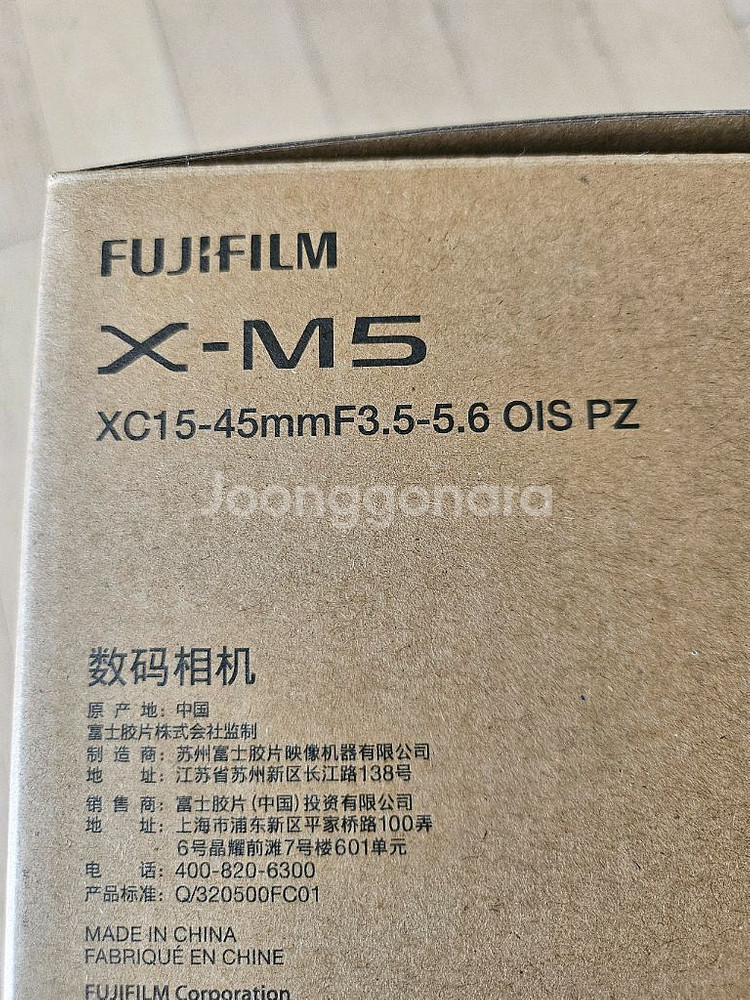 FUJIFILM
X-M5
XC15-45mmF3.5-5.6 OIS PZ
Joonggonara
数码相机
原 产 地：中国
富士胶片株式会社监制
制 造 商：苏州富士胶片映像机器有限公司
地 址：江苏省苏州新区长江路138号
销 售 商：富士胶片(中国)投资有限公司
地 址：上海市浦东新区平家桥路100弄
6号晶耀前滩7号楼601单元
电 话：400-820-6300
产品标准：Q/320500FC01
MADE IN CHINA
FABRIQUÉ EN CHINE
FUJIFILM Corporation